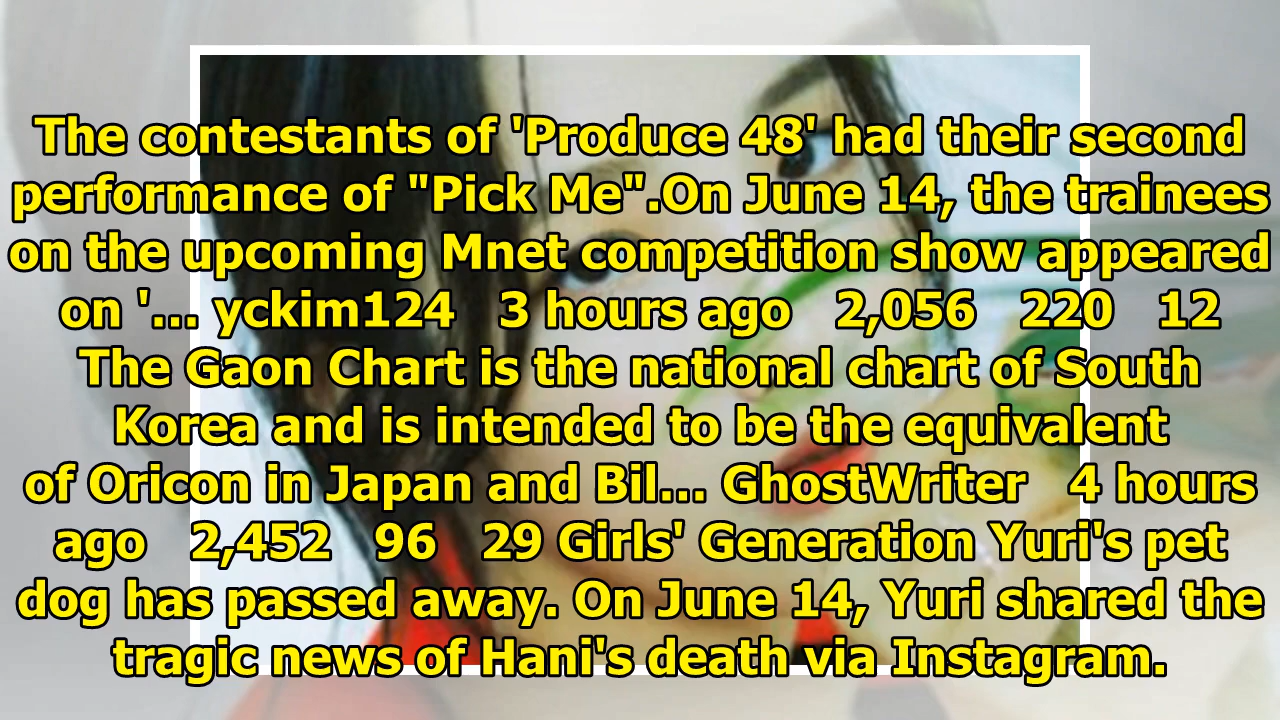 The contestants of 'Produce 48' had their second
performance of "Pick Me".On June 14, the trainees
on the upcoming Mnet competition show appeared
on '... yckim124 3 hours ago 2,056 220 12
The Gaon Chart is the national chart of South
Korea and is intended to be the equivalent
of Oricon in Japan and Bil... GhostWriter 4 hours
ago 2,452 96 29 Girls' Generation Yuri's pet
dog has passed away. On June 14, Yuri shared the
tragic news of Hani's death via Instagram.